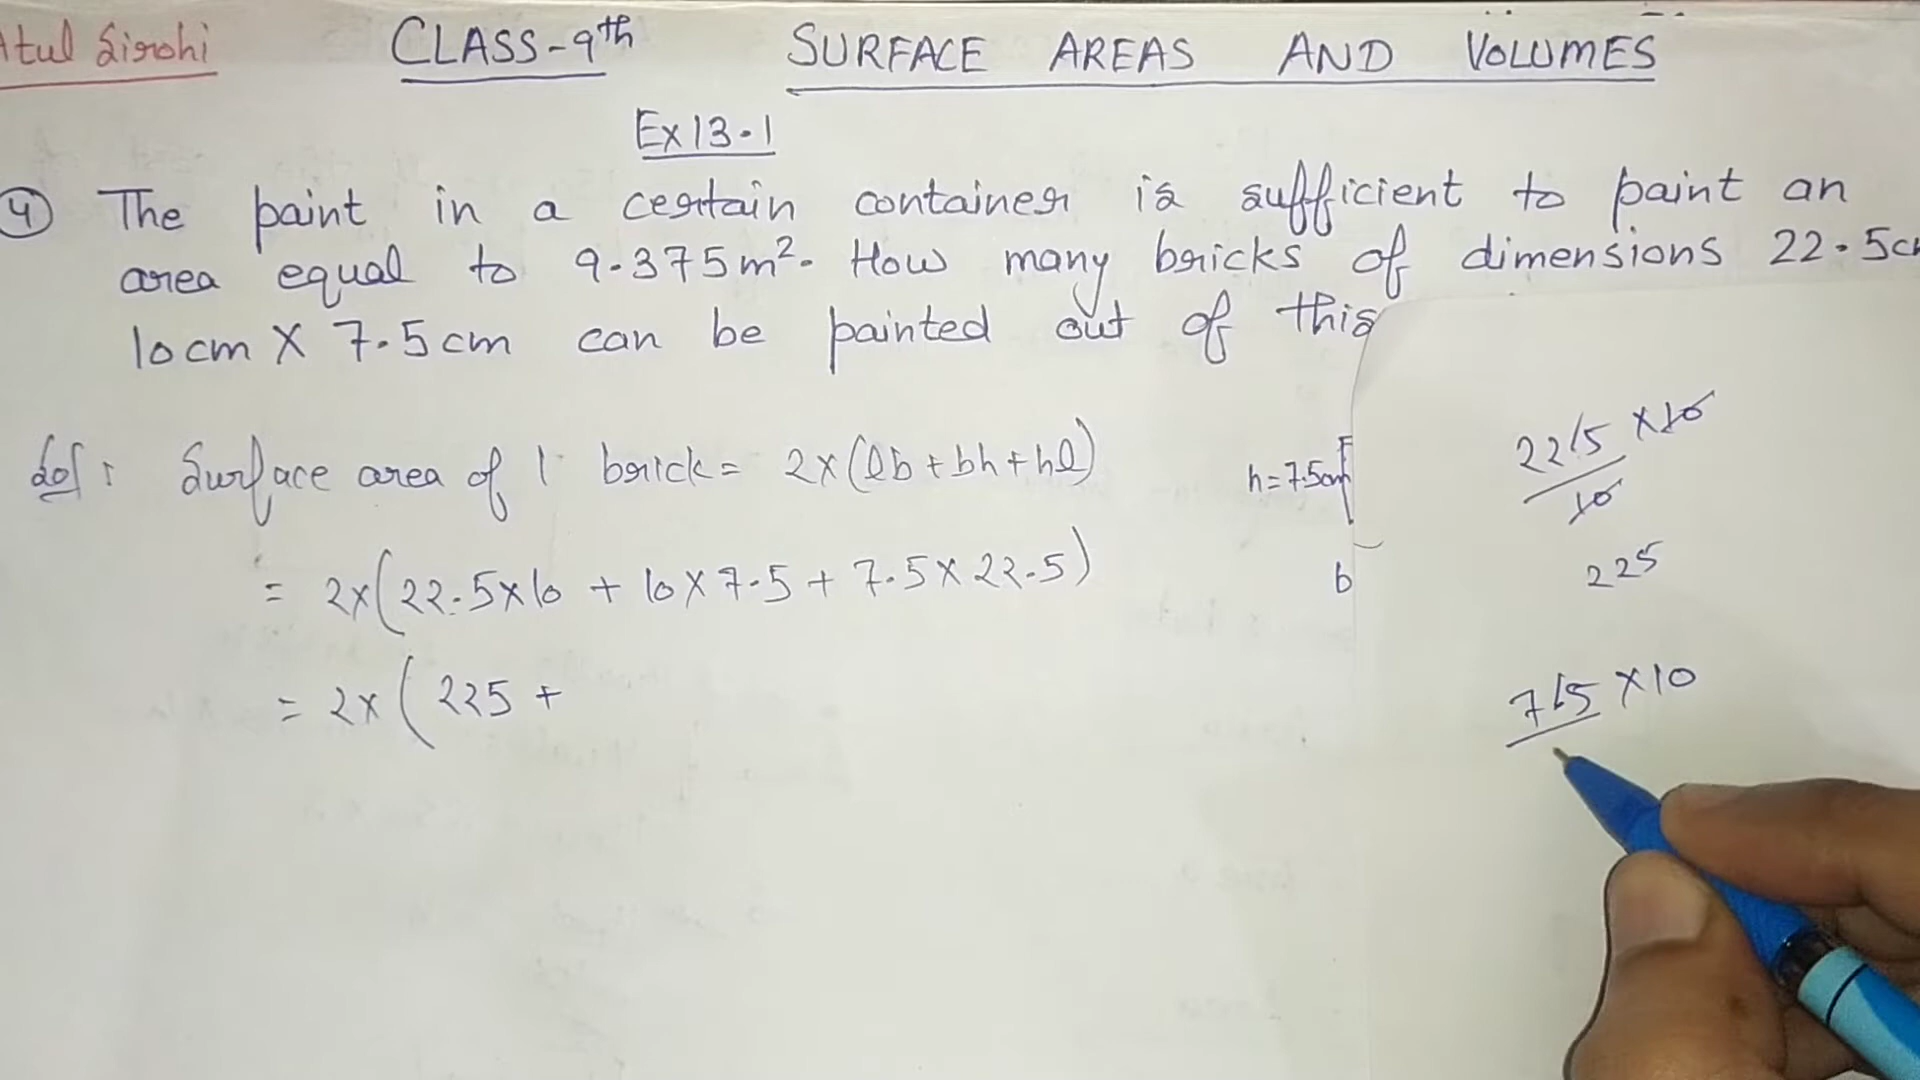 Atul Sirohi CLASS-9th SURFACE AREAS AND VOLUMES
Ex 13.1
4 The paint in a certain container is sufficient to paint an
area equal to 9.375 m². How many bricks of dimensions 22.5cm
10cm X 7.5cm can be painted out of this
Sol: Surface area of 1 brick = 2x(lb + bh + hl)
= 2x(22.5x10 + 10x7.5 + 7.5x22.5)
= 2x(225 +
h=7.5cm
b
22.5 x10
10
225
7.5 x10